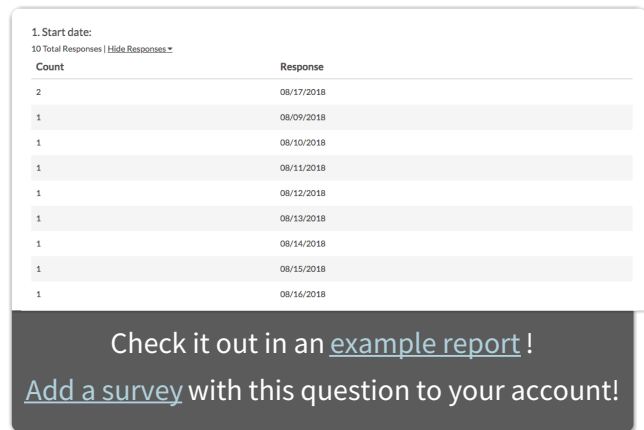 1. Start date:
10 Total Responses | Hide Responses ▾
Count Response
2 08/17/2018
1 08/09/2018
1 08/10/2018
1 08/11/2018
1 08/12/2018
1 08/13/2018
1 08/14/2018
1 08/15/2018
1 08/16/2018
Check it out in an example report !
Add a survey with this question to your account!